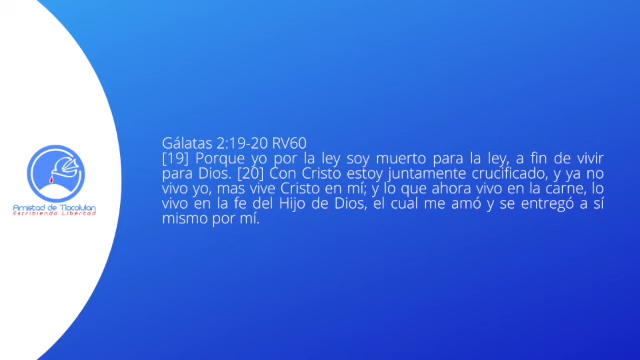 Gálatas 2:19-20 RV60
[19] Porque yo por la ley soy muerto para la ley, a fin de vivir
para Dios. [20] Con Cristo estoy juntamente crucificado, y ya no
vivo yo, mas vive Cristo en mí; y lo que ahora vivo en la carne, lo
vivo en la fe del Hijo de Dios, el cual me amó y se entregó a sí
mismo por mí.
Amistad de Tlacolulan
Escribiendo Libertad